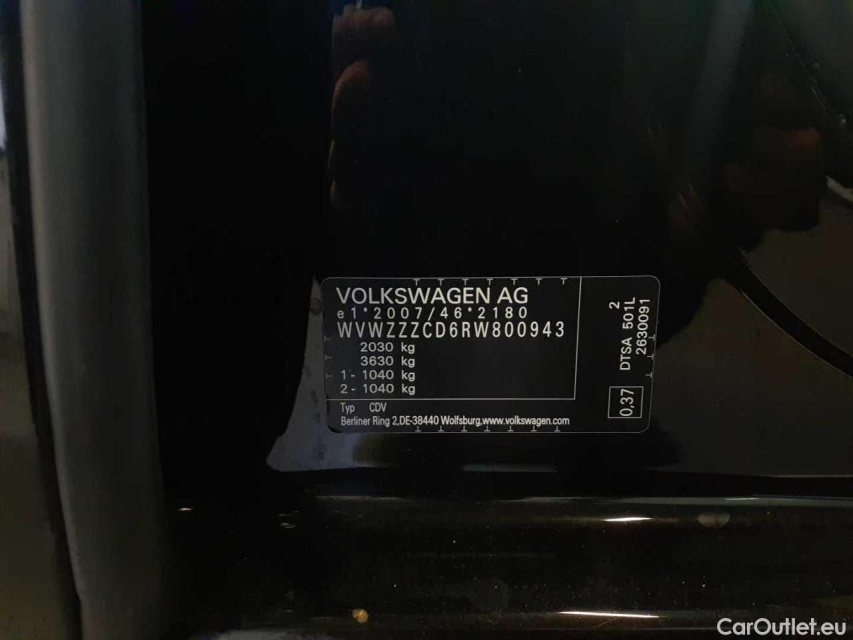 VOLKSWAGEN AG
e1*2007/46*2180
WVWZZZCD6RW800943
2030 kg
3630 kg
1 - 1040 kg
2 - 1040 kg
Typ CDV
Berliner Ring 2,DE-38440 Wolfsburg,www.volkswagen.com
2
DTSA 501L
2630091
0,37
CarOutlet.eu